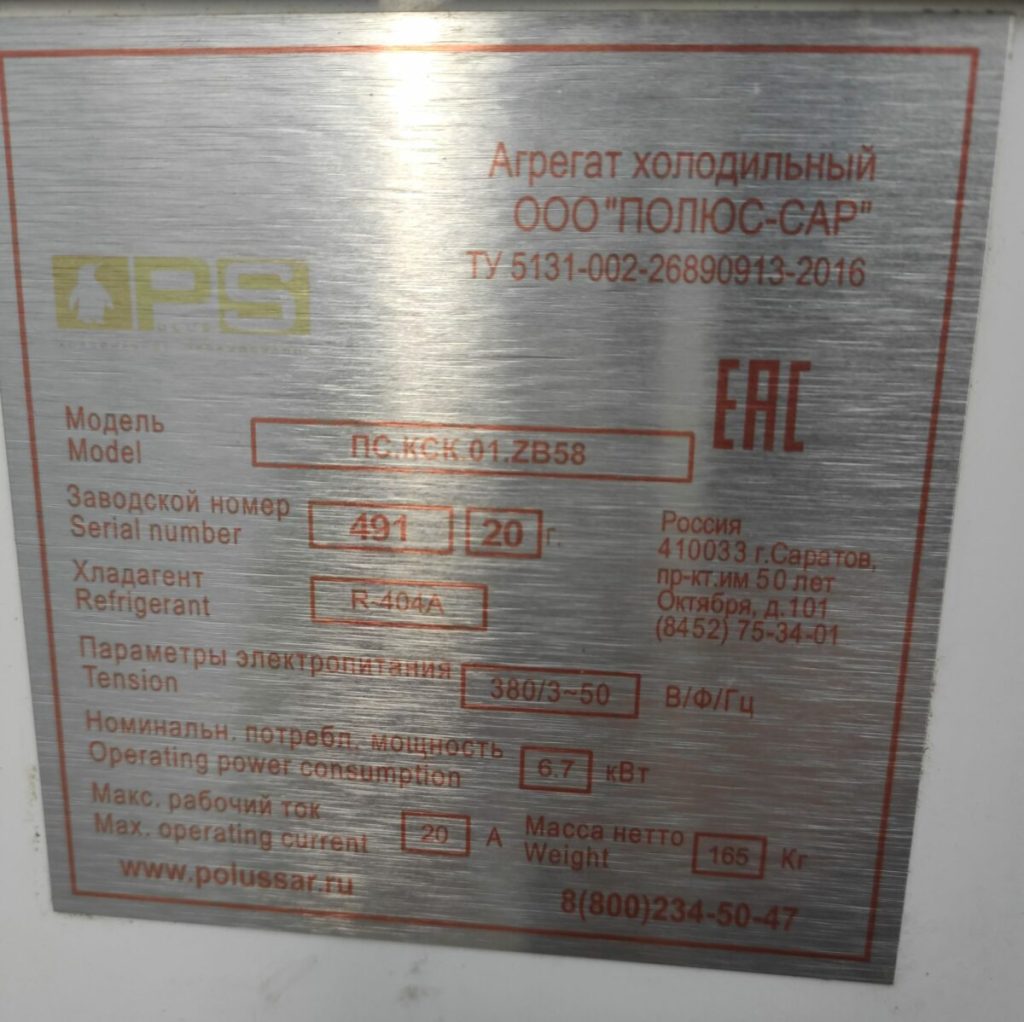 Агрегат холодильный
ООО "ПОЛЮС-САР"
ТУ 5131-002-26890913-2016
PS
EAC
Модель
Model
ПС.КСК.01.ZB58
Заводской номер
Serial number
491 20 г.
Хладагент
Refrigerant
R-404A
Россия
410033 г.Саратов,
пр-кт.им 50 лет
Октября, д.101
(8452) 75-34-01
Параметры электропитания
Tension
380/3~50 В/Ф/Гц
Номинальн. потребл. мощность
Operating power consumption
6.7 кВт
Макс. рабочий ток
Max. operating current
20 А
Масса нетто
Weight
165 Кг
www.polussar.ru
8(800)234-50-47